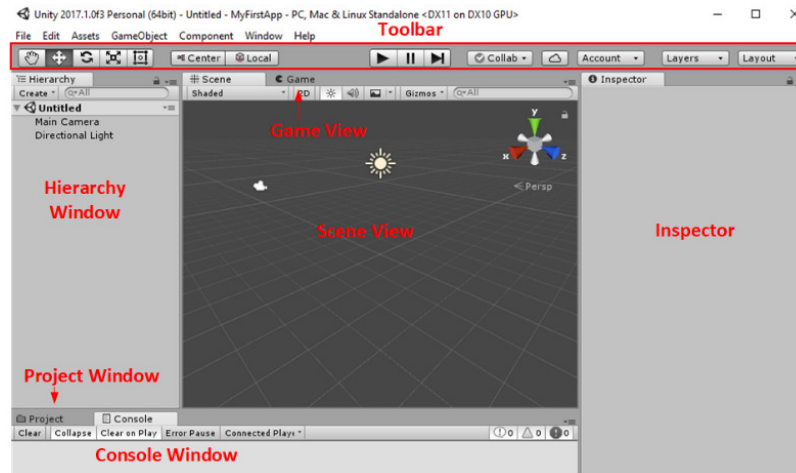 Unity 2017.1.0f3 Personal (64bit) - Untitled - MyFirstApp - PC, Mac & Linux Standalone <DX11 on DX10 GPU>
Toolbar
File Edit Assets GameObject Component Window Help
Center Local Collab Account Layers Layout
Hierarchy Scene Game Inspector
Create All Shaded 2D Gizmos All
Untitled
Main Camera
Directional Light
Game View
y
x z
Persp
Hierarchy
Window
Scene View
Inspector
Project Window
Project Console
Clear Collapse Clear on Play Error Pause Connected Playe 0 0 0
Console Window